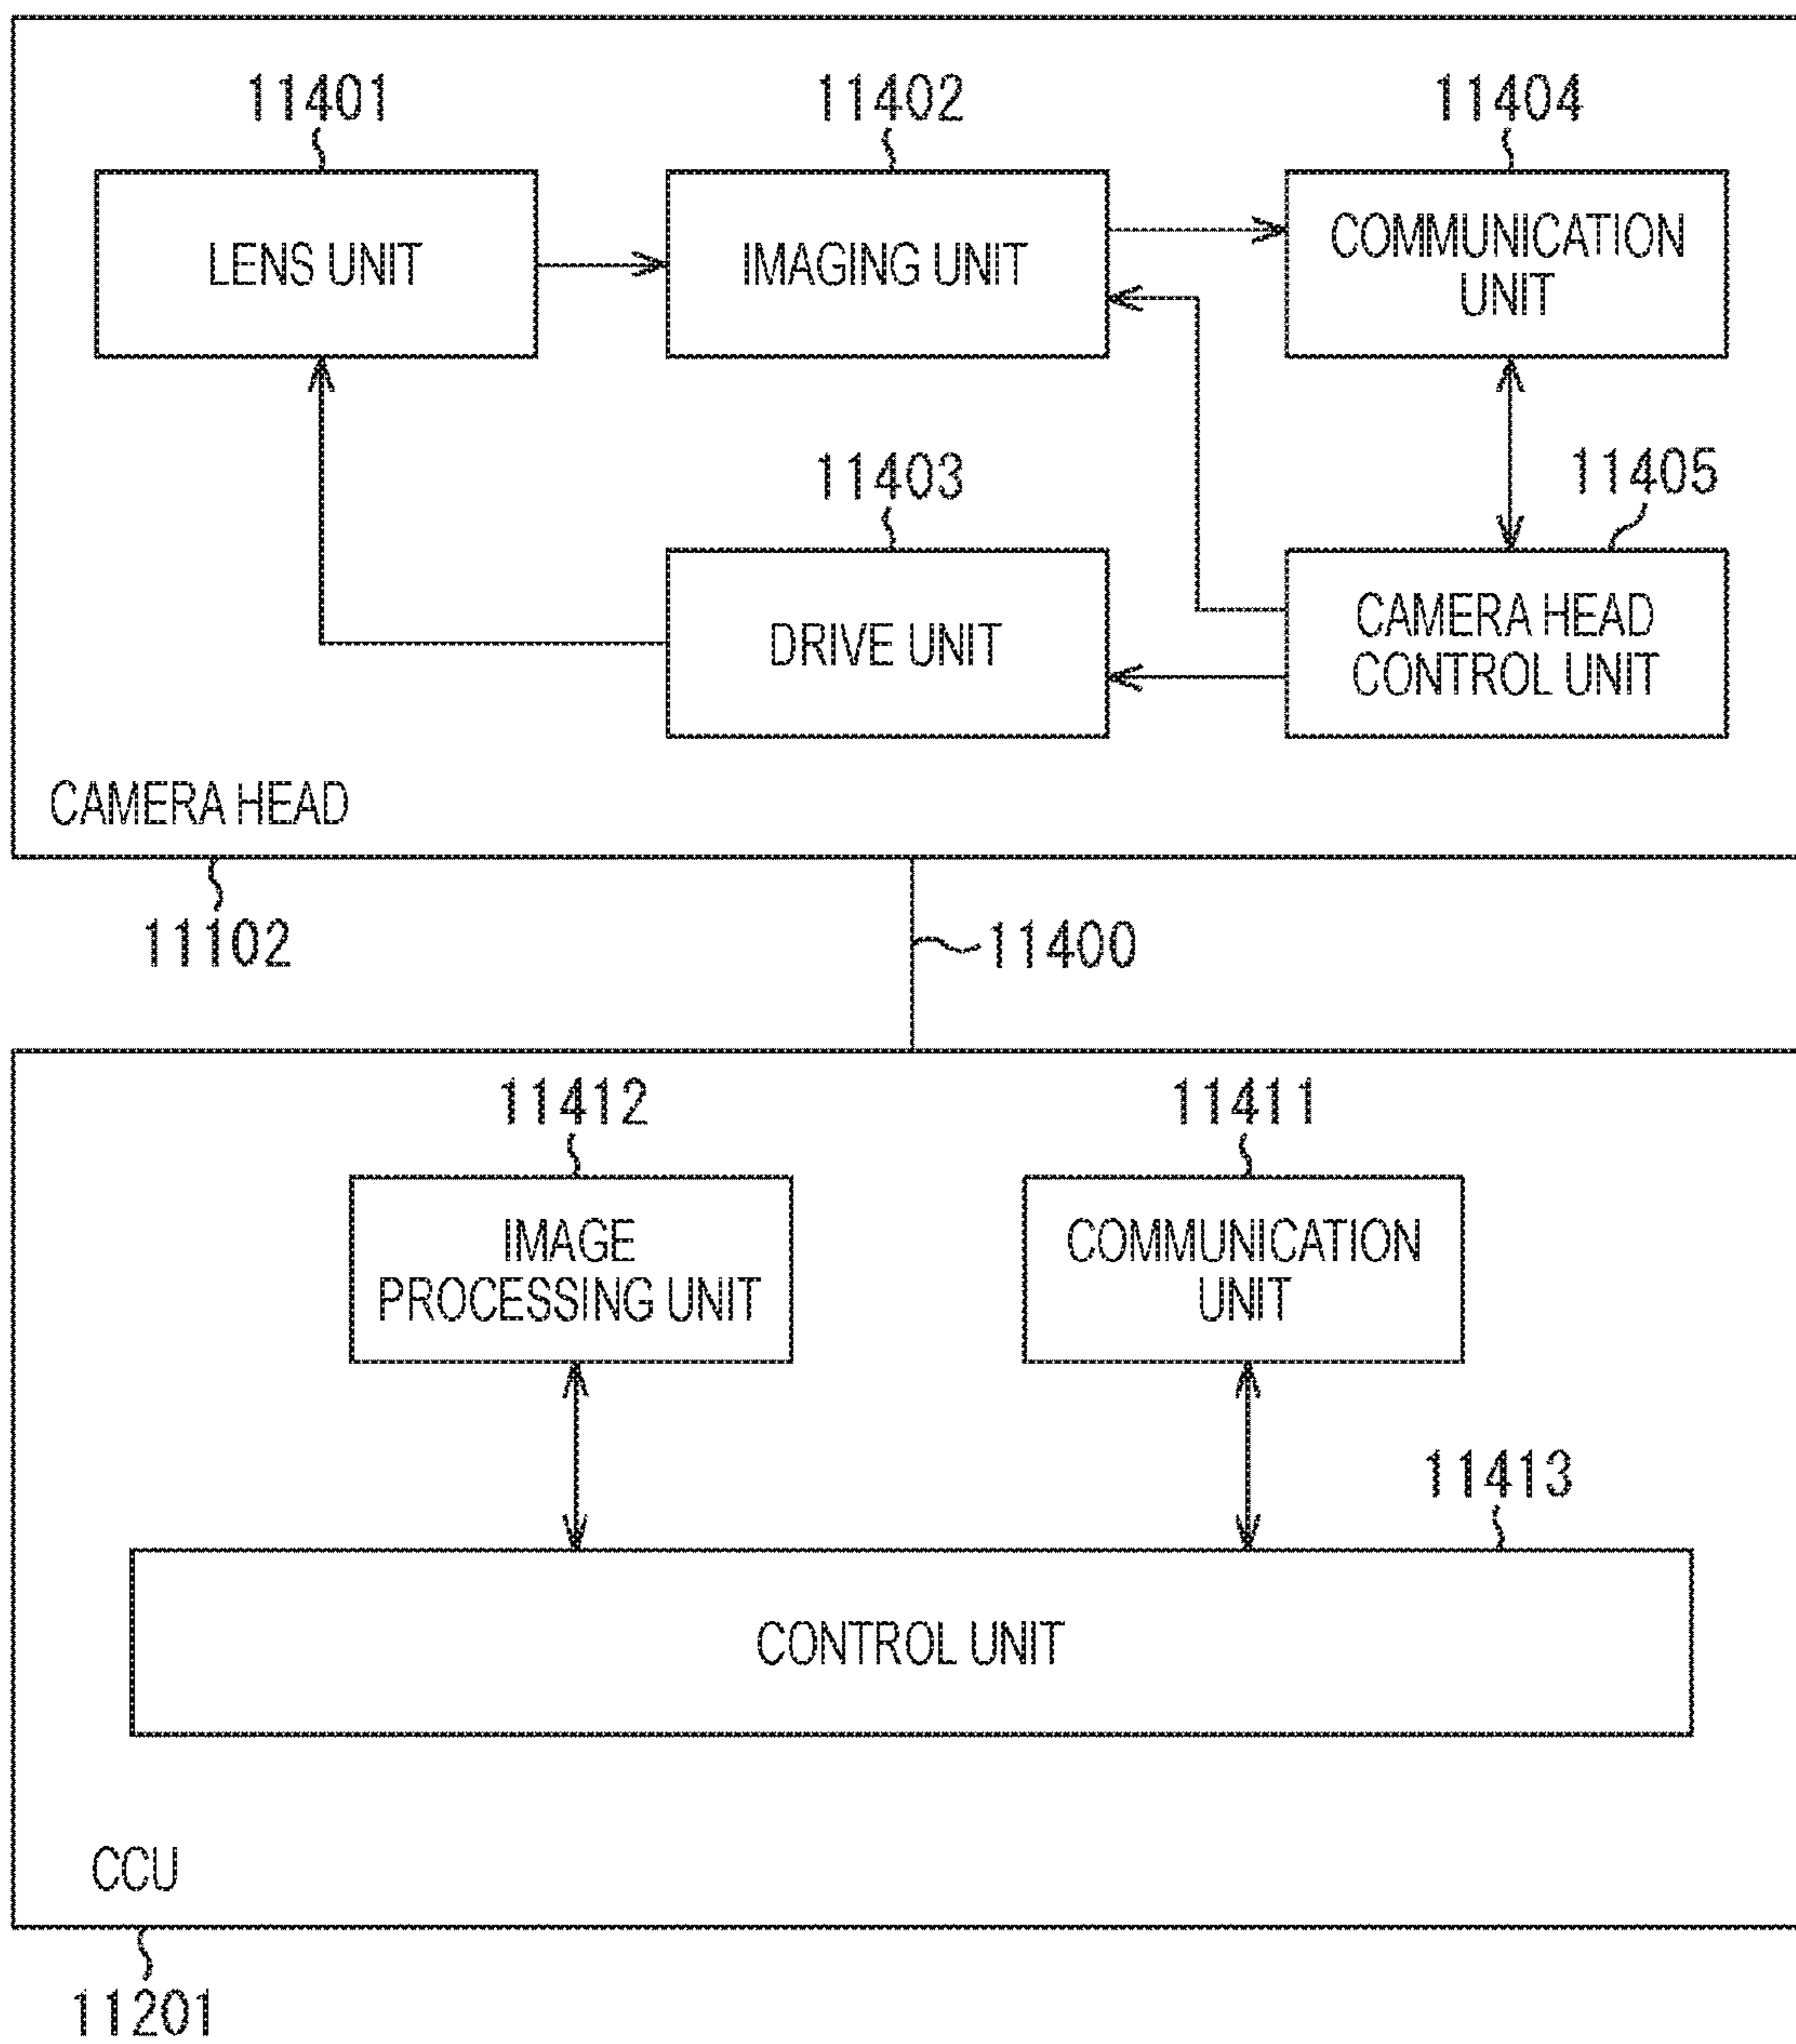 11401
11402
11404
LENS UNIT
IMAGING UNIT
COMMUNICATION
UNIT
11403
11405
DRIVE UNIT
CAMERA HEAD
CONTROL UNIT
CAMERA HEAD
11102
11400
11412
11411
IMAGE
PROCESSING UNIT
COMMUNICATION
UNIT
11413
CONTROL UNIT
CCU
11201